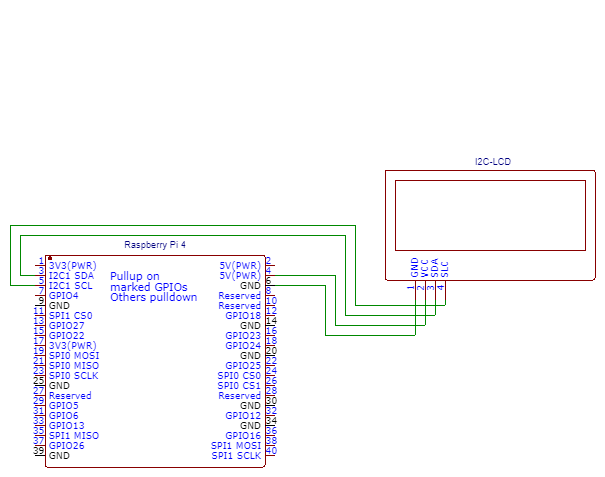 I2C-LCD
GND VCC SDA SLC
1 2 3 4
Raspberry Pi 4
Pullup on
marked GPIOs
Others pulldown
1 3V3(PWR) 5V(PWR) 2
3 I2C1 SDA 5V(PWR) 4
5 I2C1 SCL GND 6
7 GPIO4 Reserved 8
9 GND Reserved 10
11 SPI1 CS0 GPIO18 12
13 GPIO27 GND 14
15 GPIO22 GPIO23 16
17 3V3(PWR) GPIO24 18
19 SPI0 MOSI GND 20
21 SPI0 MISO GPIO25 22
23 SPI0 SCLK SPI0 CS0 24
25 GND SPI0 CS1 26
27 Reserved Reserved 28
29 GPIO5 GND 30
31 GPIO6 GPIO12 32
33 GPIO13 GND 34
35 SPI1 MISO GPIO16 36
37 GPIO26 SPI1 MOSI 38
39 GND SPI1 SCLK 40